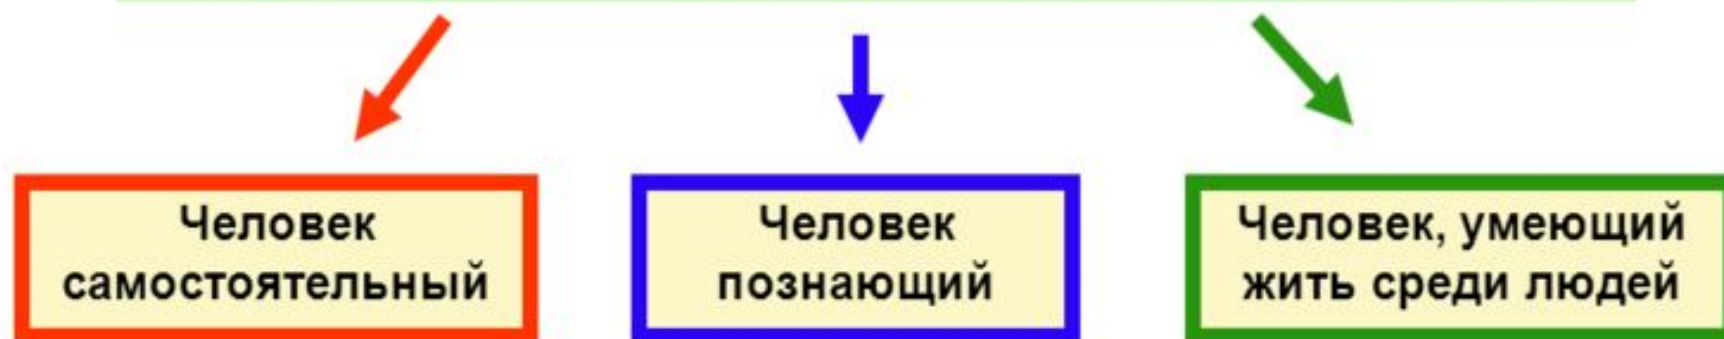 Человек
самостоятельный
Человек
познающий
Человек, умеющий
жить среди людей